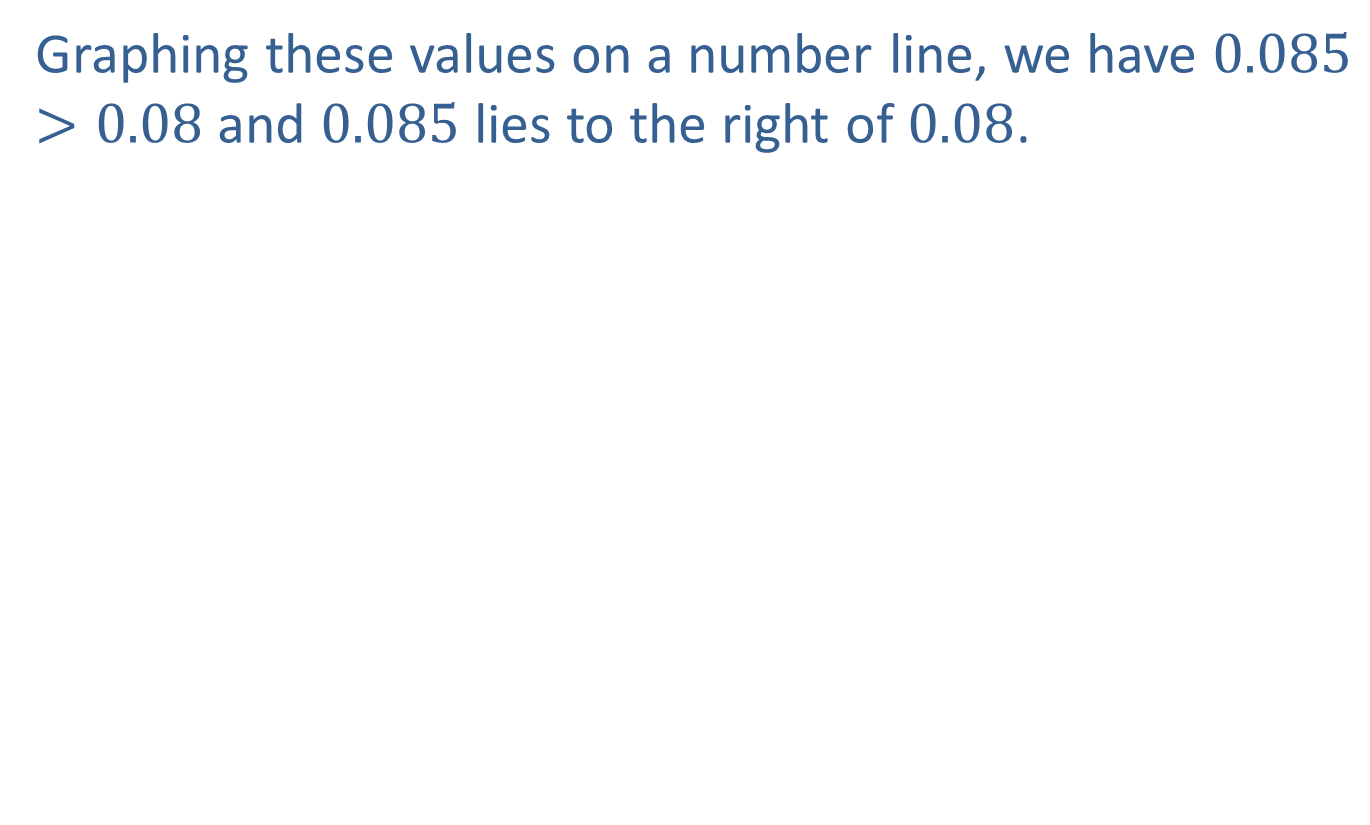 Graphing these values on a number line, we have 0.085
> 0.08 and 0.085 lies to the right of 0.08.